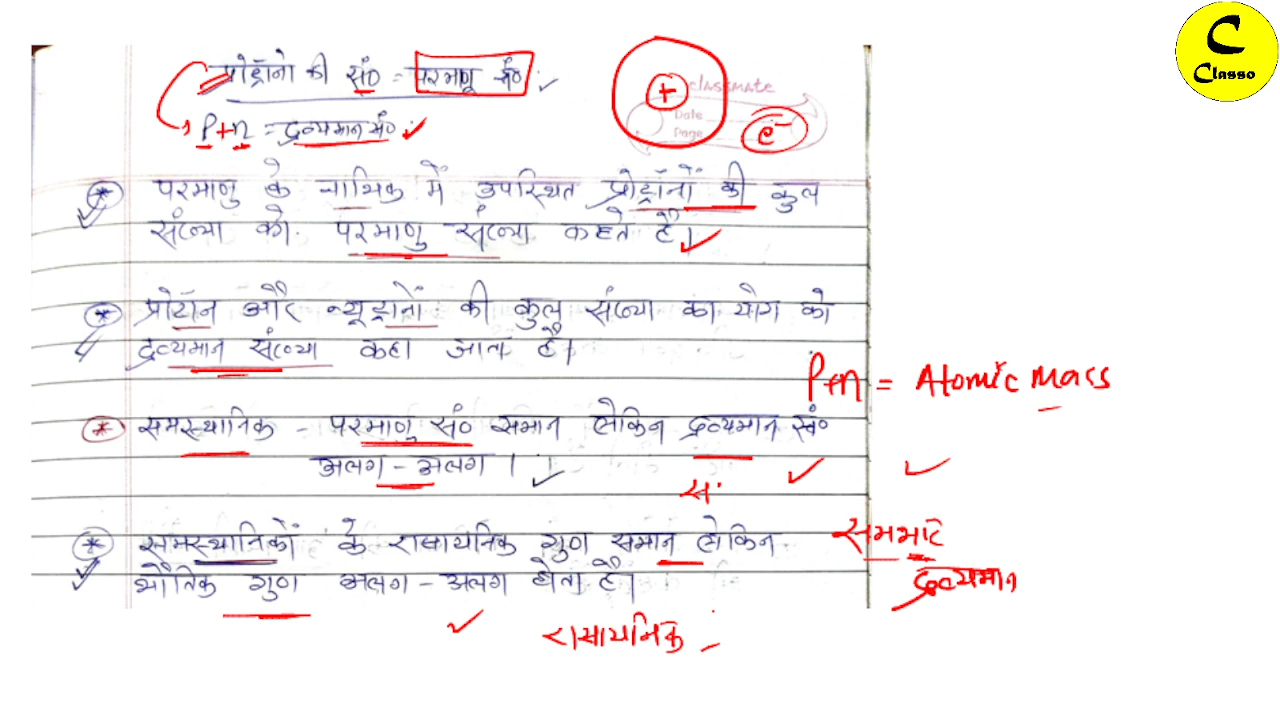 C
Classo
प्रोट्रॉनो की सं० = परमाणु सं०
classmate
Date
Page
+
e⁻
P+n = द्रव्यमान सं०
परमाणु के नाभिक में उपस्थित प्रोट्रॉनों की कुल
संख्या को परमाणु संख्या कहते हैं।
प्रोटॉन और न्यूट्रानों की कुल संख्या का योग को
द्रव्यमान संख्या कहा जाता है।
P+n = Atomic Mass
समस्थानिक - परमाणु सं० समान लेकिन द्रव्यमान सं०
अलग - अलग।
सं.
समस्थानिकों के रासायनिक गुण समान लेकिन
समभार
भौतिक गुण अलग - अलग होता है।
द्रव्यमान
रासायनिक